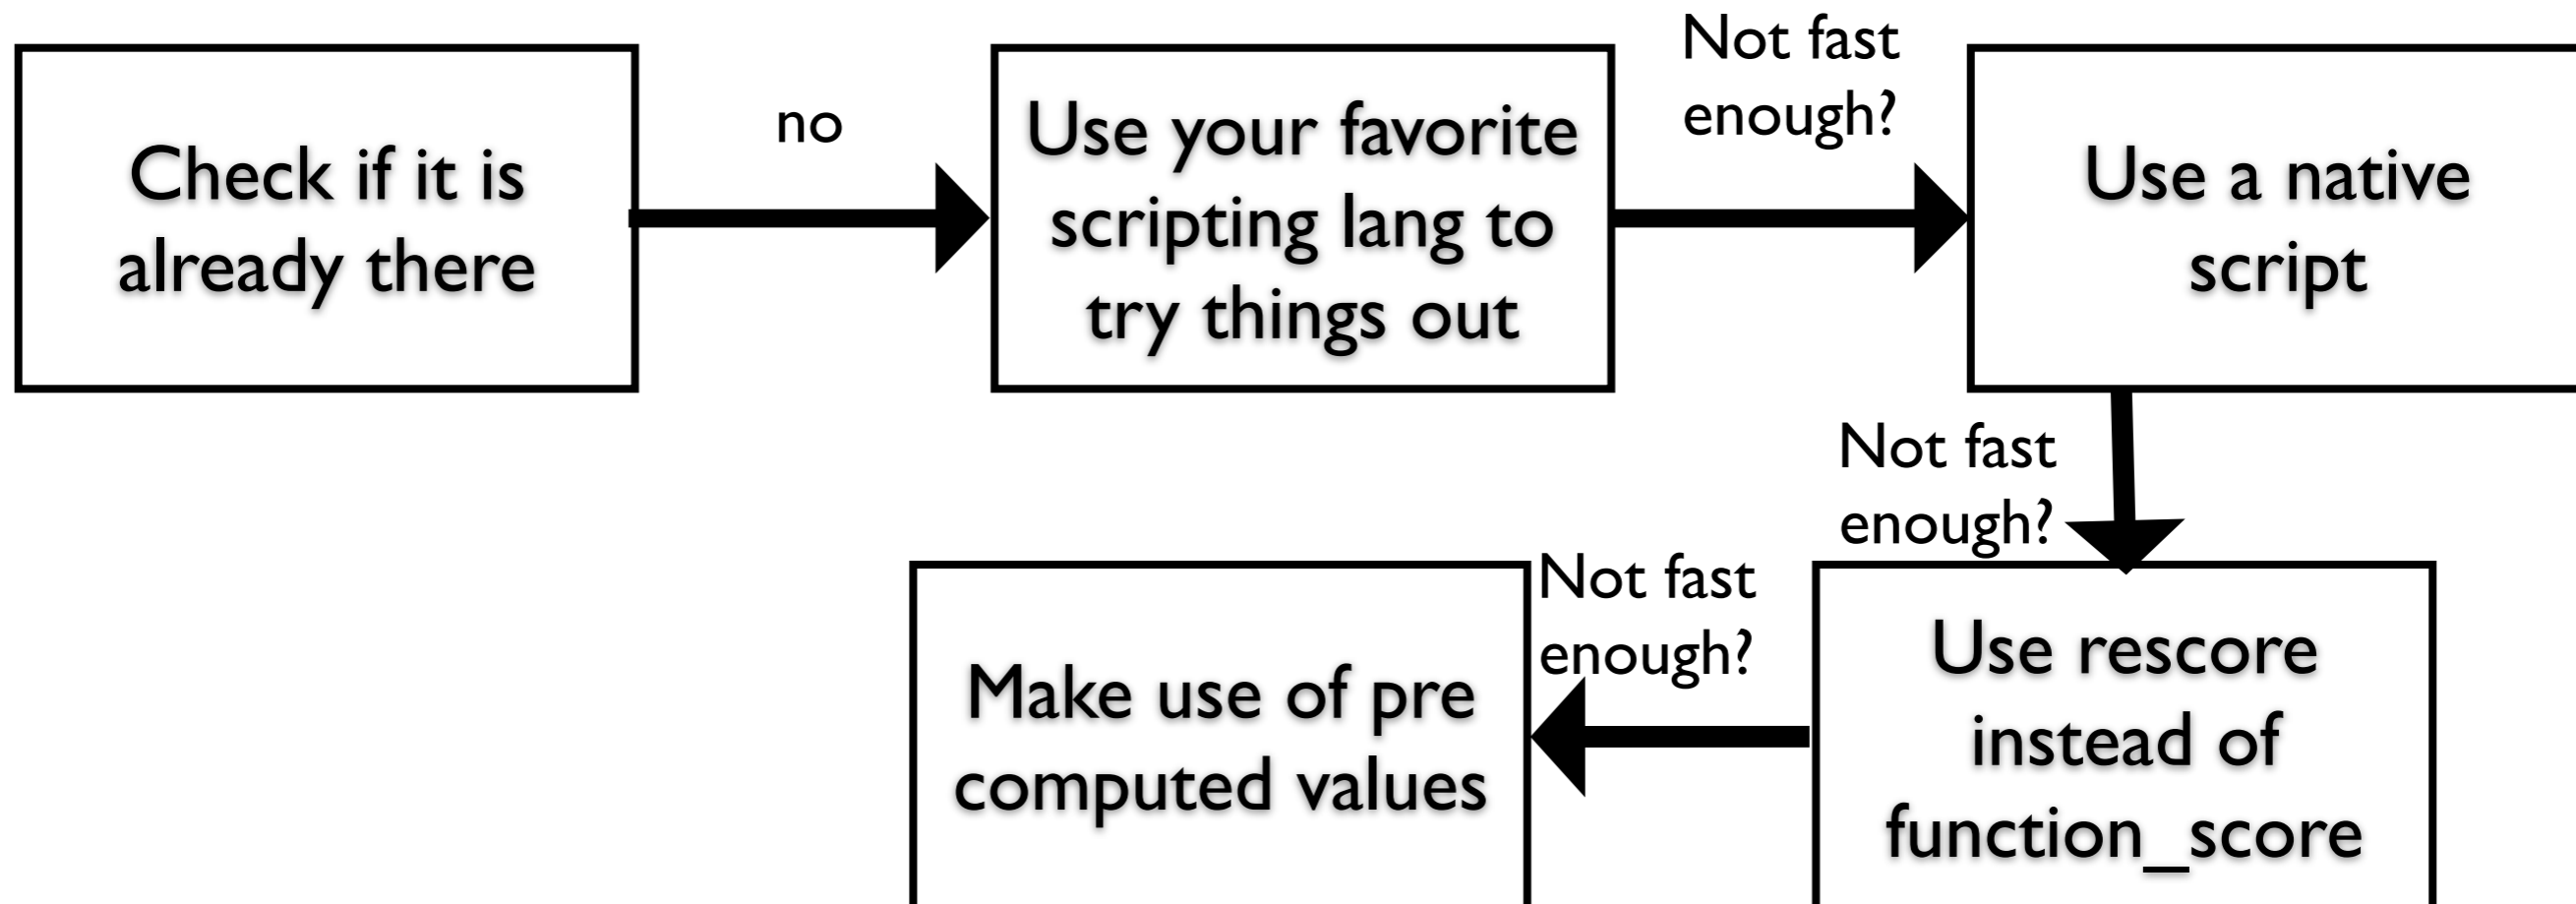 Check if it is
already there
no
Use your favorite
scripting lang to
try things out
Not fast
enough?
Use a native
script
Not fast
enough?
Use rescore
instead of
function_score
Not fast
enough?
Make use of pre
computed values